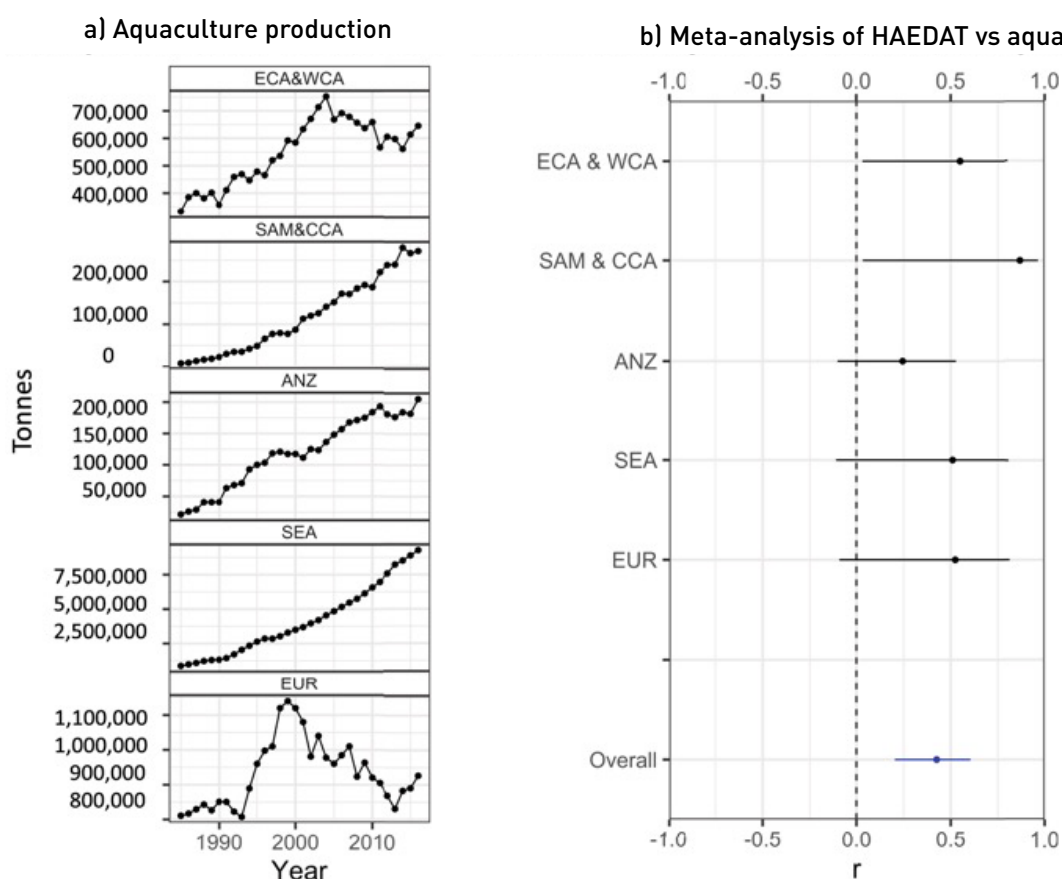 a) Aquaculture production
ECA&WCA
700,000
600,000
500,000
400,000
SAM&CCA
200,000
100,000
0
ANZ
200,000
150,000
100,000
50,000
SEA
7,500,000
5,000,000
2,500,000
EUR
1,100,000
1,000,000
900,000
800,000
Tonnes
1990 2000 2010
Year
b) Meta-analysis of HAEDAT vs aqua
-1.0 -0.5 0.0 0.5 1.0
ECA & WCA
SAM & CCA
ANZ
SEA
EUR
Overall
-1.0 -0.5 0.0 0.5 1.0
r